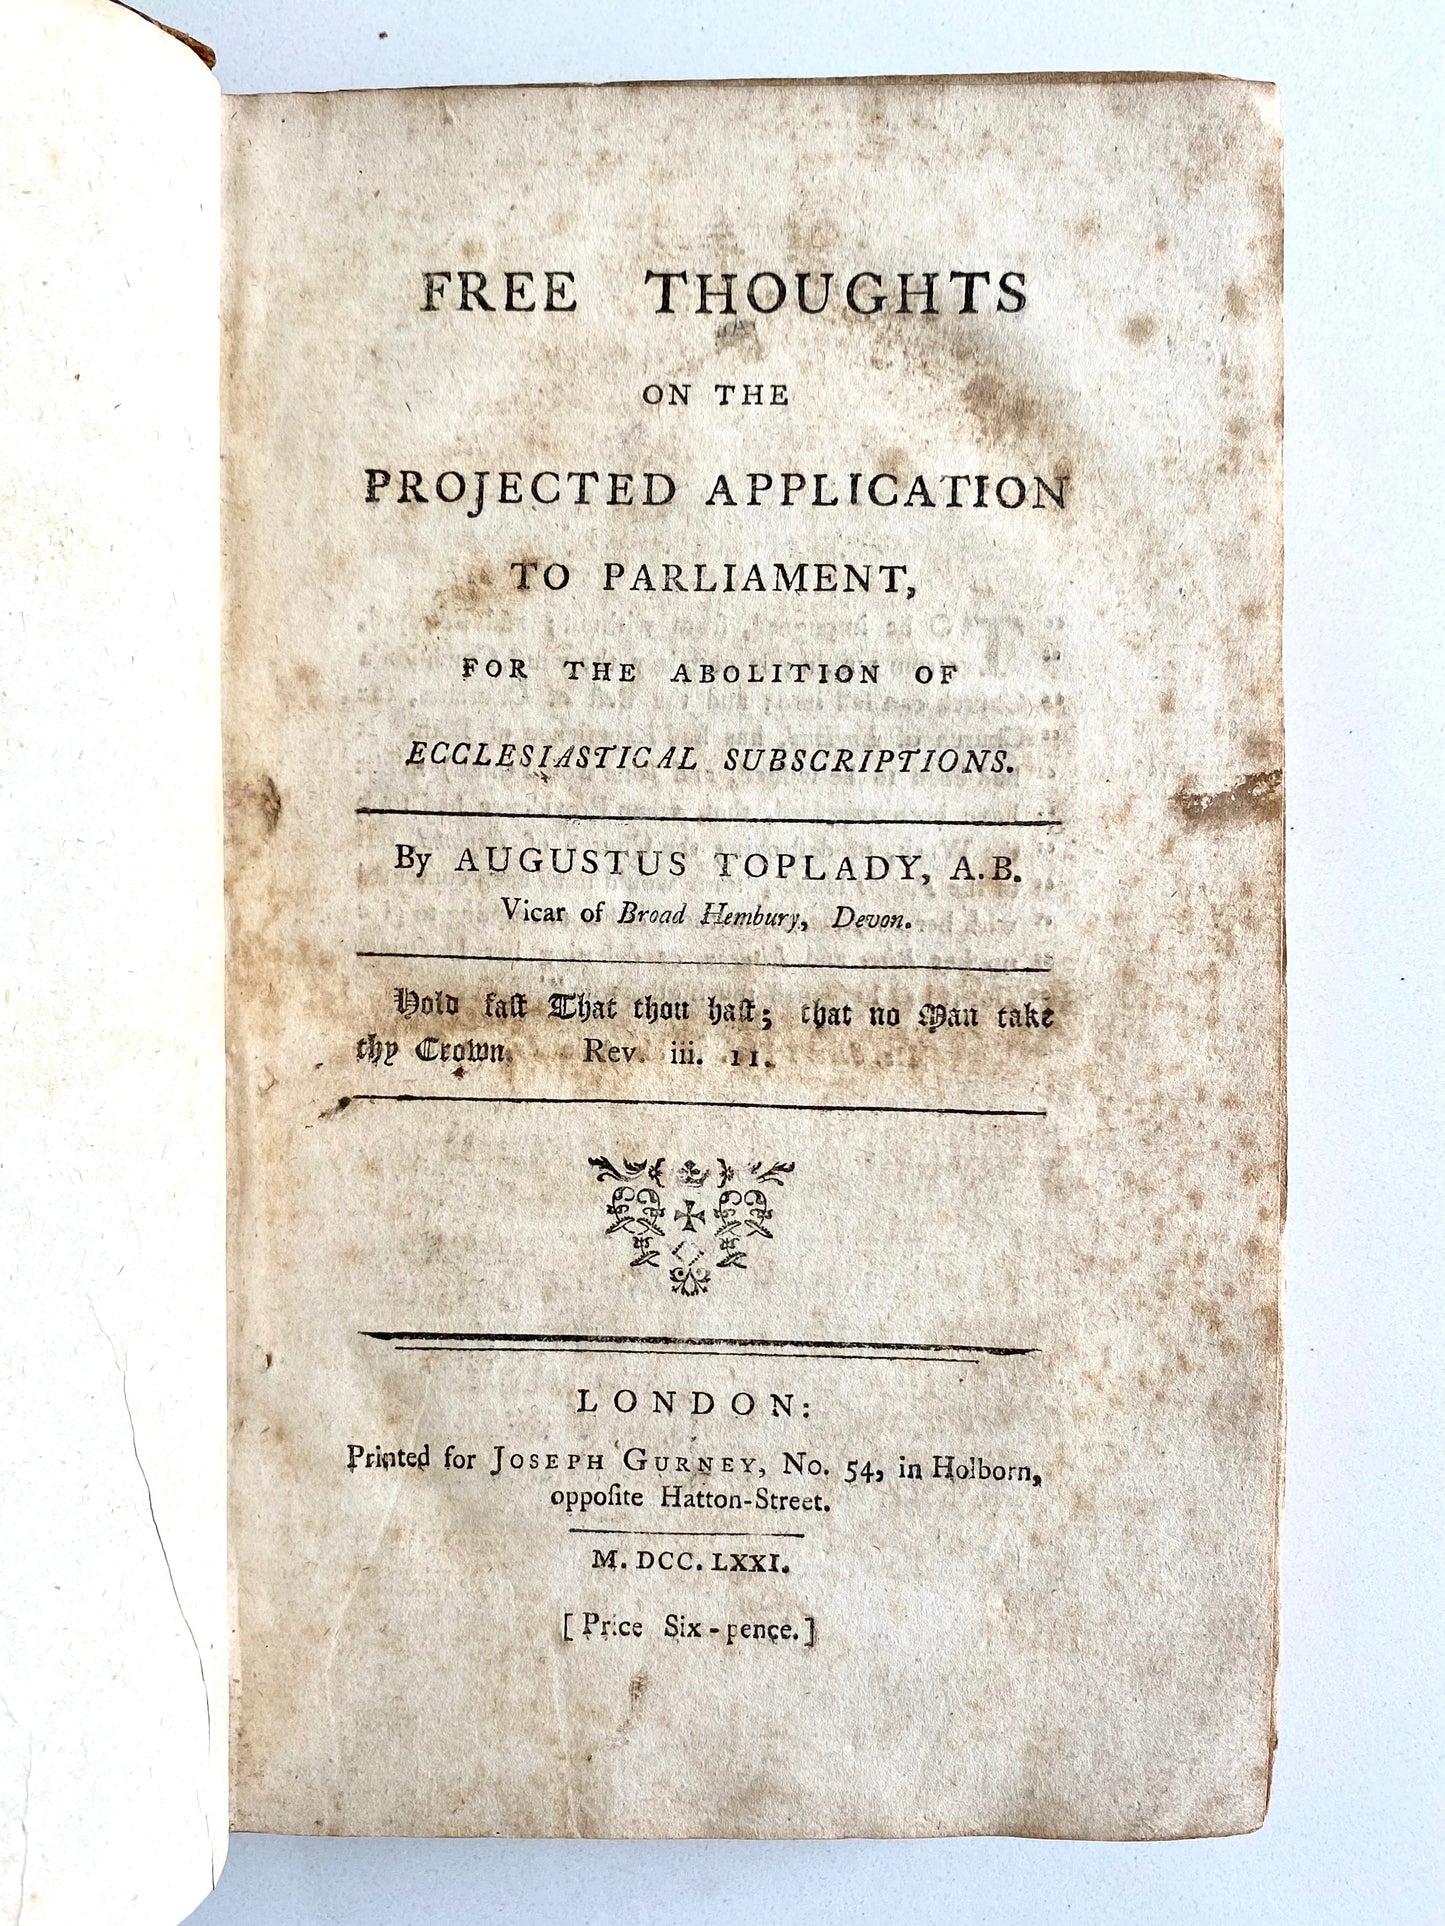 FREE THOUGHTS
ON THE
PROJECTED APPLICATION
TO PARLIAMENT,
FOR THE ABOLITION OF
ECCLESIASTICAL SUBSCRIPTIONS.
By AUGUSTUS TOPLADY, A.B.
Vicar of Broad Hembury, Devon.
Hold faſt That thou haſt; that no Man take
thy Crown. Rev. iii. 11.
LONDON:
Printed for JOSEPH GURNEY, No. 54, in Holborn,
oppoſite Hatton-Street.
M. DCC. LXXI.
[Price Six-pence.]